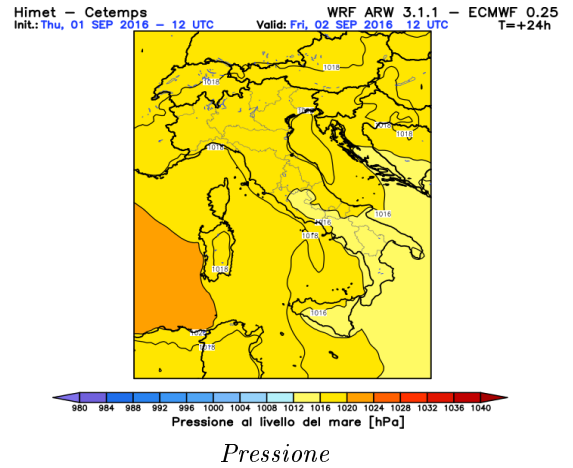 Himet – Cetemps WRF ARW 3.1.1 – ECMWF 0.25
Init.: Thu, 01 SEP 2016 – 12 UTC Valid: Fri, 02 SEP 2016 12 UTC T=+24h
1018
1018
1018
1018
1018
1016
1016
1018
1016
1016
1018
980 984 988 992 996 1000 1004 1008 1012 1016 1020 1024 1028 1032 1036 1040
Pressione al livello del mare [hPa]
Pressione